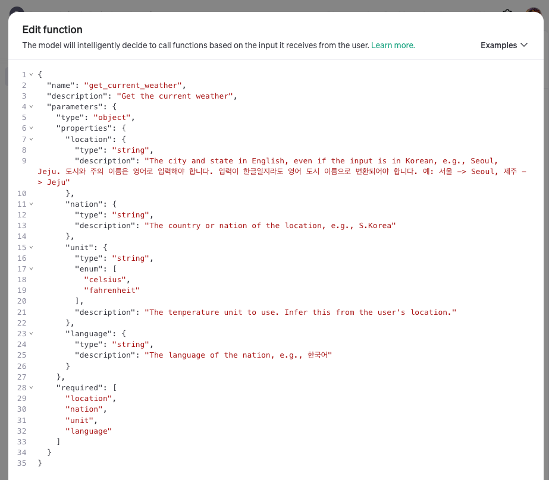 Edit function
The model will intelligently decide to call functions based on the input it receives from the user. Learn more.
Examples
1 {
2 "name": "get_current_weather",
3 "description": "Get the current weather",
4 "parameters": {
5 "type": "object",
6 "properties": {
7 "location": {
8 "type": "string",
9 "description": "The city and state in English, even if the input is in Korean, e.g., Seoul,
Jeju. 도시와 주의 이름은 영어로 입력해야 합니다. 입력이 한글일지라도 영어 도시 이름으로 변환되어야 합니다. 예: 서울 -> Seoul, 제주 -
> Jeju"
10 },
11 "nation": {
12 "type": "string",
13 "description": "The country or nation of the location, e.g., S.Korea"
14 },
15 "unit": {
16 "type": "string",
17 "enum": [
18 "celsius",
19 "fahrenheit"
20 ],
21 "description": "The temperature unit to use. Infer this from the user's location."
22 },
23 "language": {
24 "type": "string",
25 "description": "The language of the nation, e.g., 한국어"
26 }
27 },
28 "required": [
29 "location",
30 "nation",
31 "unit",
32 "language"
33 ]
34 }
35 }